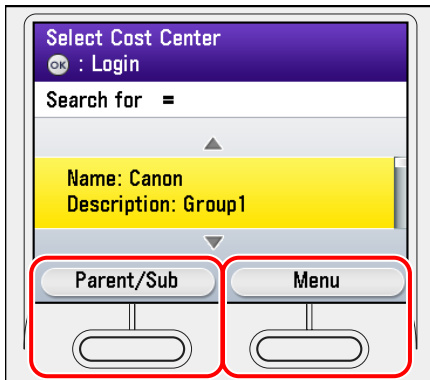 Select Cost Center
OK : Login
Search for =
Name: Canon
Description: Group1
Parent/Sub
Menu